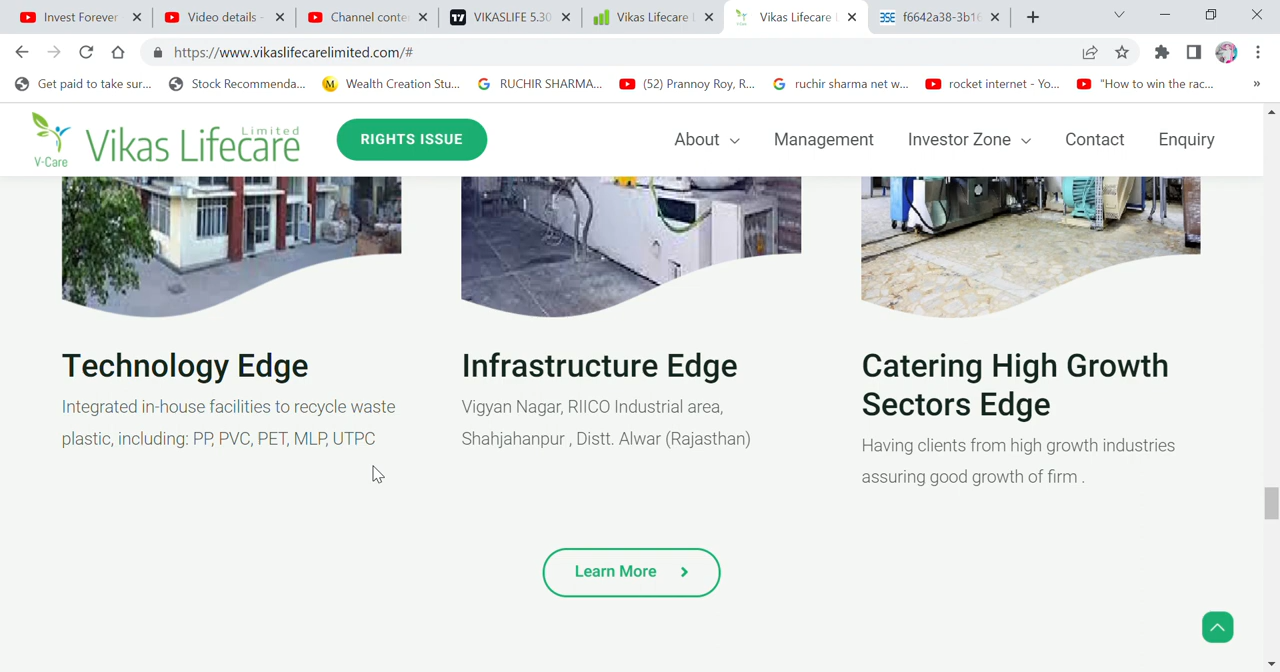 Invest Forever
Video details -
Channel conte
VIKASLIFE 5.30
Vikas Lifecare L
Vikas Lifecare
f6642a38-3b16
https://www.vikaslifecarelimited.com/#
Get paid to take sur...
Stock Recommenda...
M
Wealth Creation Stu...
RUCHIR SHARMA...
(52) Prannoy Roy, R...
ruchir sharma net w...
rocket internet - Yo...
"How to win the rac...
»
V-Care
Vikas Lifecare
Limited
RIGHTS ISSUE
About
Management
Investor Zone
Contact
Enquiry
Technology Edge
Integrated in-house facilities to recycle waste
plastic, including: PP, PVC, PET, MLP, UTPC
Infrastructure Edge
Vigyan Nagar, RIICO Industrial area,
Shahjahanpur , Distt. Alwar (Rajasthan)
Catering High Growth
Sectors Edge
Having clients from high growth industries
assuring good growth of firm .
Learn More